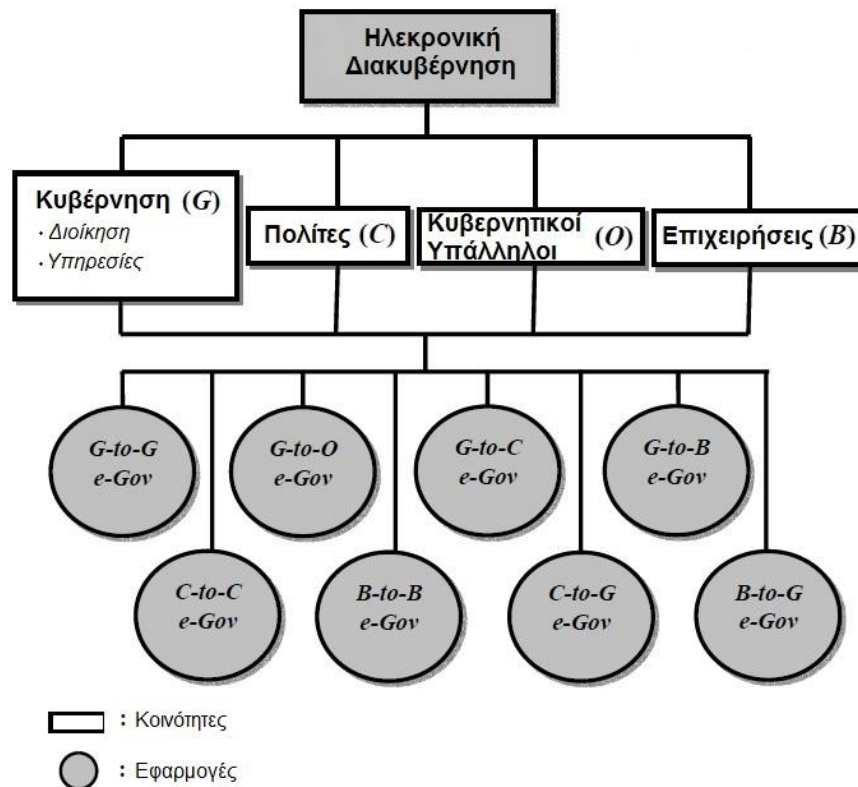 Ηλεκρονική
Διακυβέρνηση
Κυβέρνηση (G)
· Διοίκηση
· Υπηρεσίες
Πολίτες (C)
Κυβερνητικοί
Υπάλληλοι (O)
Επιχειρήσεις (B)
G-to-G
e-Gov
G-to-O
e-Gov
G-to-C
e-Gov
G-to-B
e-Gov
C-to-C
e-Gov
B-to-B
e-Gov
C-to-G
e-Gov
B-to-G
e-Gov
: Κοινότητες
: Εφαρμογές